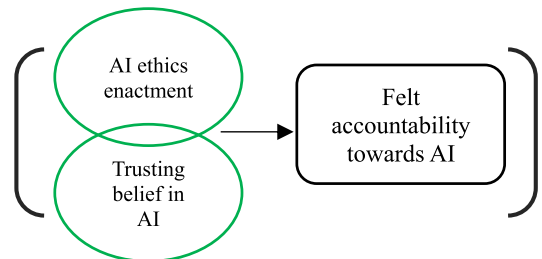 AI ethics
enactment
Trusting
belief in
AI
Felt
accountability
towards AI